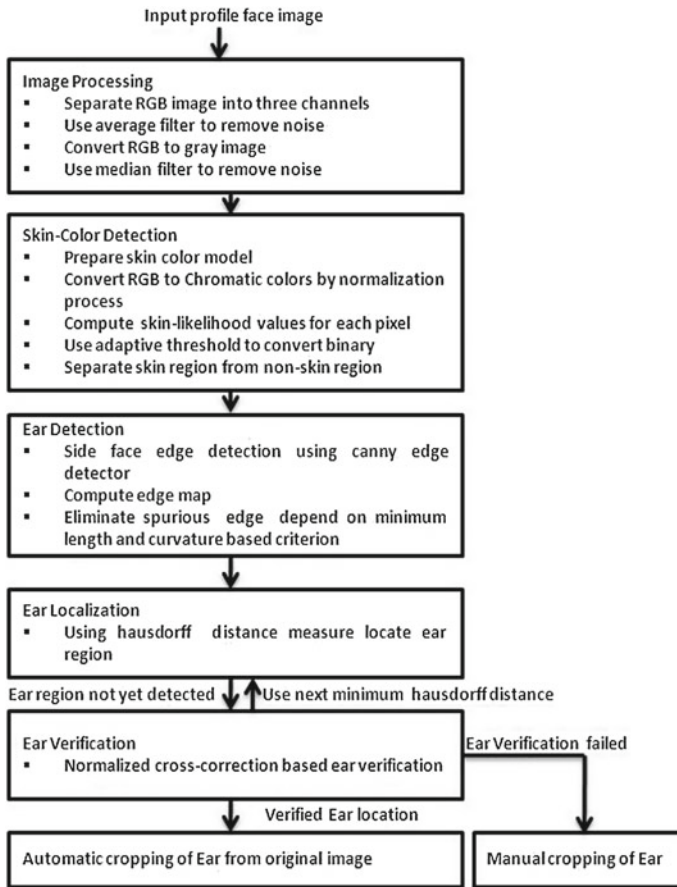 Input profile face image
Image Processing
▪ Separate RGB image into three channels
▪ Use average filter to remove noise
▪ Convert RGB to gray image
▪ Use median filter to remove noise
Skin-Color Detection
▪ Prepare skin color model
▪ Convert RGB to Chromatic colors by normalization
process
▪ Compute skin-likelihood values for each pixel
▪ Use adaptive threshold to convert binary
▪ Separate skin region from non-skin region
Ear Detection
▪ Side face edge detection using canny edge
detector
▪ Compute edge map
▪ Eliminate spurious edge depend on minimum
length and curvature based criterion
Ear Localization
▪ Using hausdorff distance measure locate ear
region
Ear region not yet detected
Use next minimum hausdorff distance
Ear Verification
▪ Normalized cross-correction based ear verification
Ear Verification failed
Verified Ear location
Automatic cropping of Ear from original image
Manual cropping of Ear